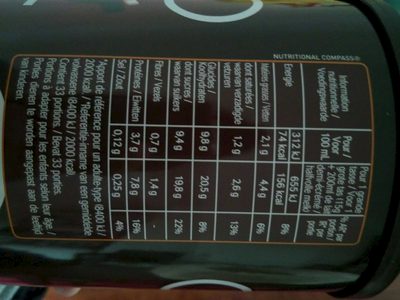 NUTRITIONAL COMPASS®
Information nutritionnelle / Voedingswaarde
Pour / Voor 100 mL
Energie 312 kJ 655 kJ
74 kcal 156 kcal 8%
Matières grasses / Vetten 2,1 g 4,4 g 6%
dont saturées / waarvan verzadigde vetzuren 1,2 g 2,6 g 13%
Glucides / Koolhydraten 9,8 g 20,5 g 8%
dont sucres / waarvan suikers 9,4 g 19,8 g 22%
Fibres / Vezels 0,7 g 1,4 g -
Protéines / Eiwitten 3,7 g 7,8 g 16%
Sel / Zout 0,12 g 0,25 g 4%
*Apport de référence pour un adulte-type (8400 kJ /
2000 kcal) / *Referentie-inname van een gemiddelde
volwassene (8400 kJ / 2000 kcal).
Contient 33 portions. / Bevat 33 porties.
Portions à adapter pour les enfants selon leur âge /
Porties dienen te worden aangepast aan de leeftijd
van kinderen.